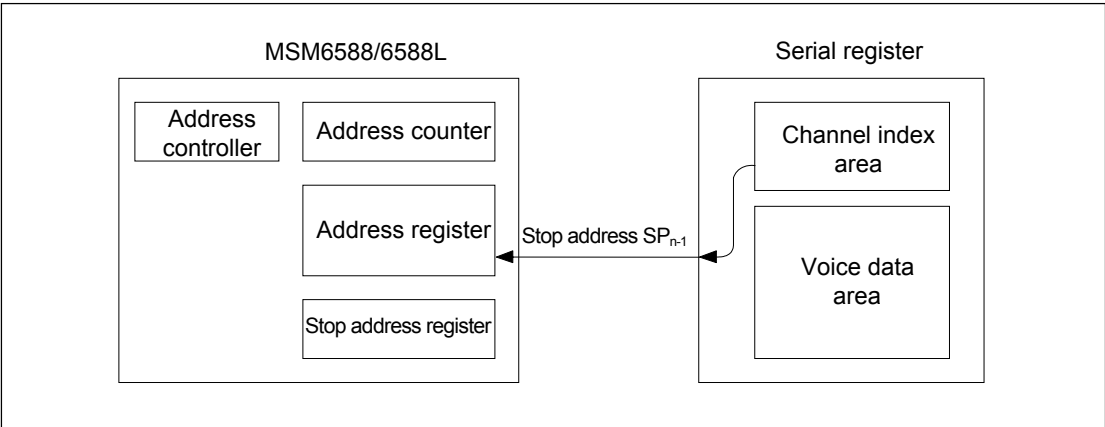 MSM6588/6588L
Serial register
Address
controller
Address counter
Channel index
area
Address register
Stop address SPn-1
Voice data
area
Stop address register